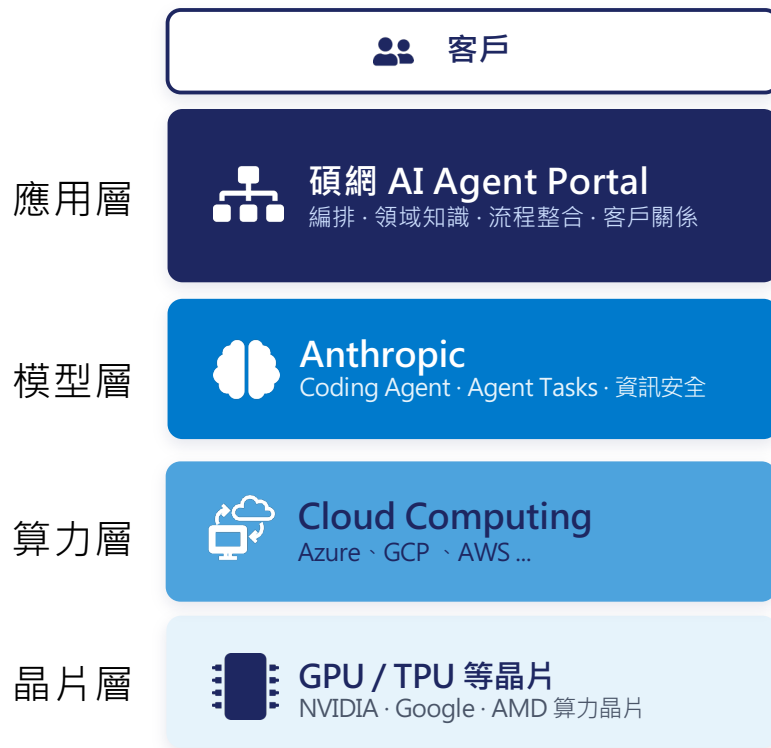 客戶
應用層
碩網 AI Agent Portal
編排 · 領域知識 · 流程整合 · 客戶關係
模型層
Anthropic
Coding Agent · Agent Tasks · 資訊安全
算力層
Cloud Computing
Azure、GCP 、AWS ...
晶片層
GPU / TPU 等晶片
NVIDIA · Google · AMD 算力晶片